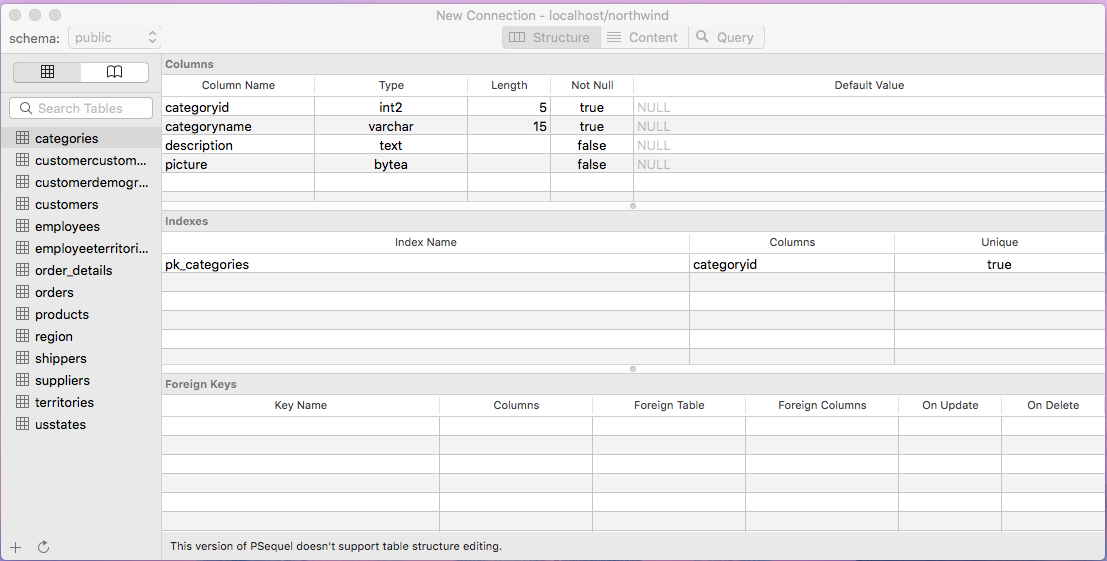 New Connection - localhost/northwind
schema: public
Structure Content Query
Search Tables
categories
customercustom...
customerdemogr...
customers
employees
employeeterritori...
order_details
orders
products
region
shippers
suppliers
territories
usstates
Columns
Column Name Type Length Not Null Default Value
categoryid int2 5 true NULL
categoryname varchar 15 true NULL
description text false NULL
picture bytea false NULL
Indexes
Index Name Columns Unique
pk_categories categoryid true
Foreign Keys
Key Name Columns Foreign Table Foreign Columns On Update On Delete
This version of PSequel doesn't support table structure editing.